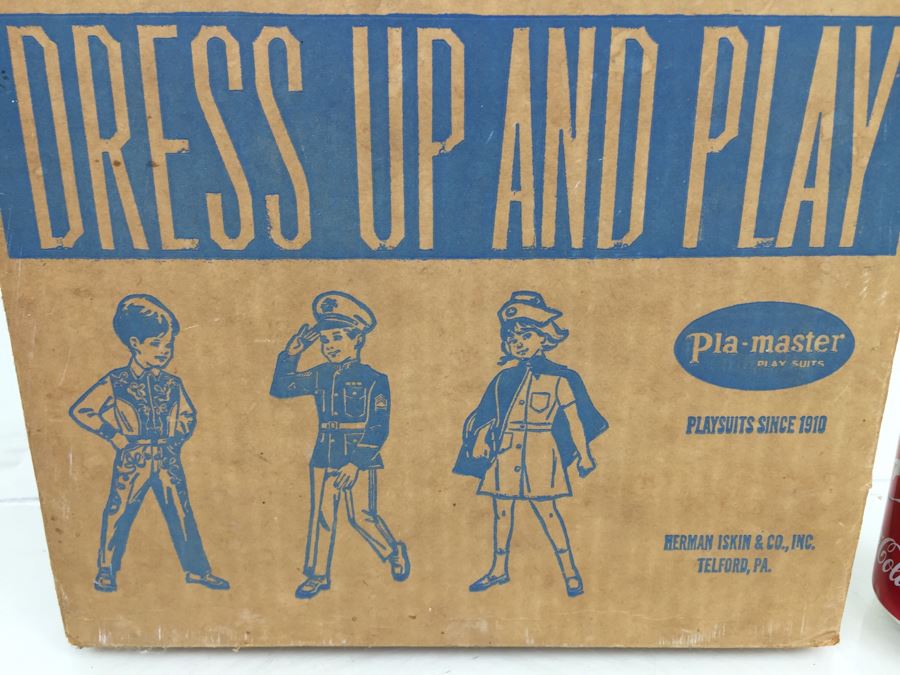 DRESS UP AND PLAY
Pla-master
PLAY SUITS
PLAYSUITS SINCE 1910
HERMAN ISKIN & CO., INC.
TELFORD, PA.